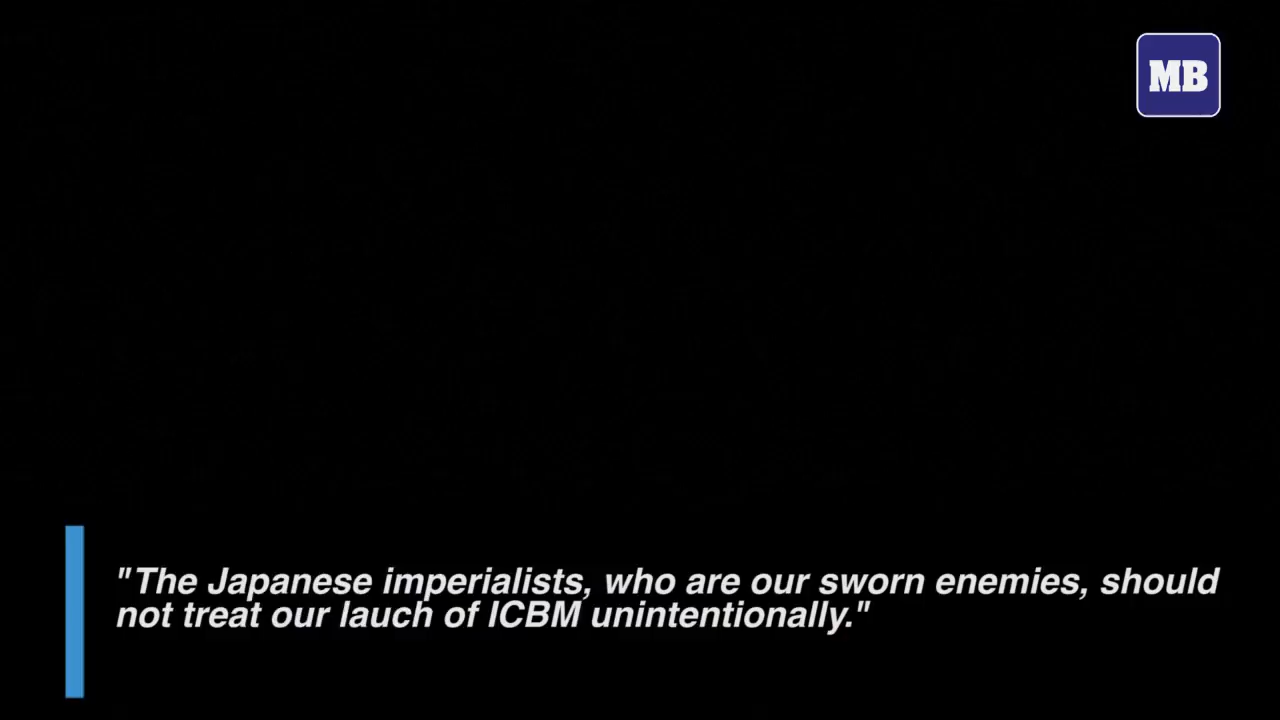 MB
"The Japanese imperialists, who are our sworn enemies, should
not treat our lauch of ICBM unintentionally."